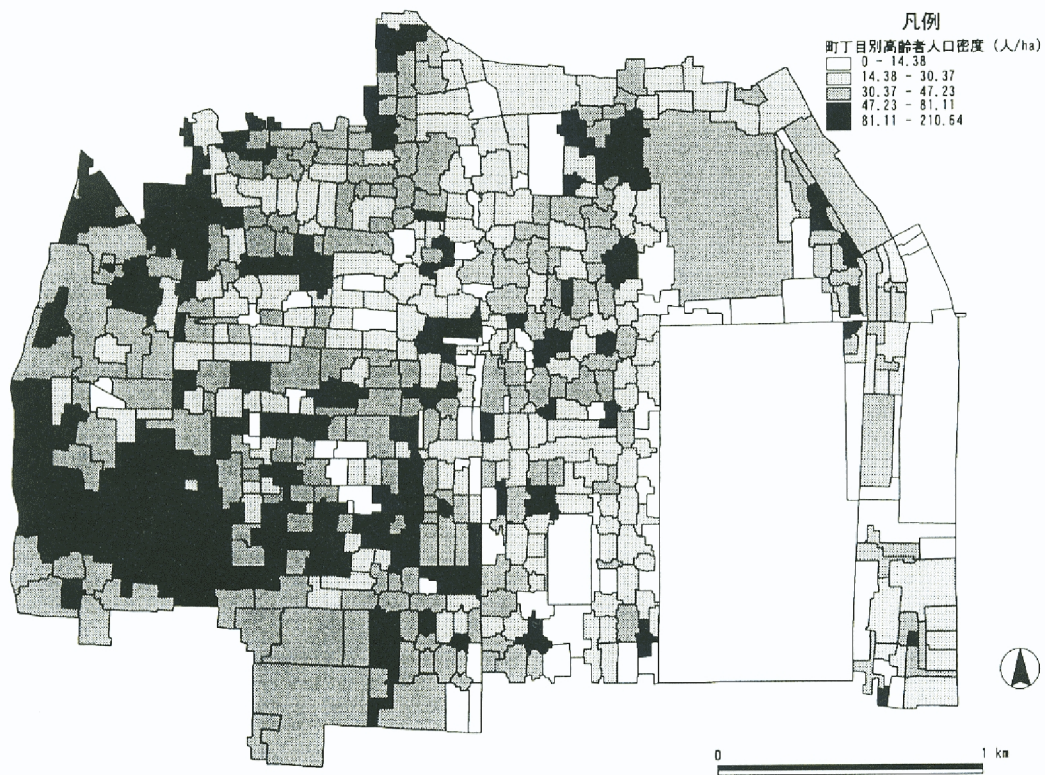 凡例
町丁目別高齢者人口密度 (人/ha)
0 - 14.38
14.38 - 30.37
30.37 - 47.23
47.23 - 81.11
81.11 - 210.64
0 1 km